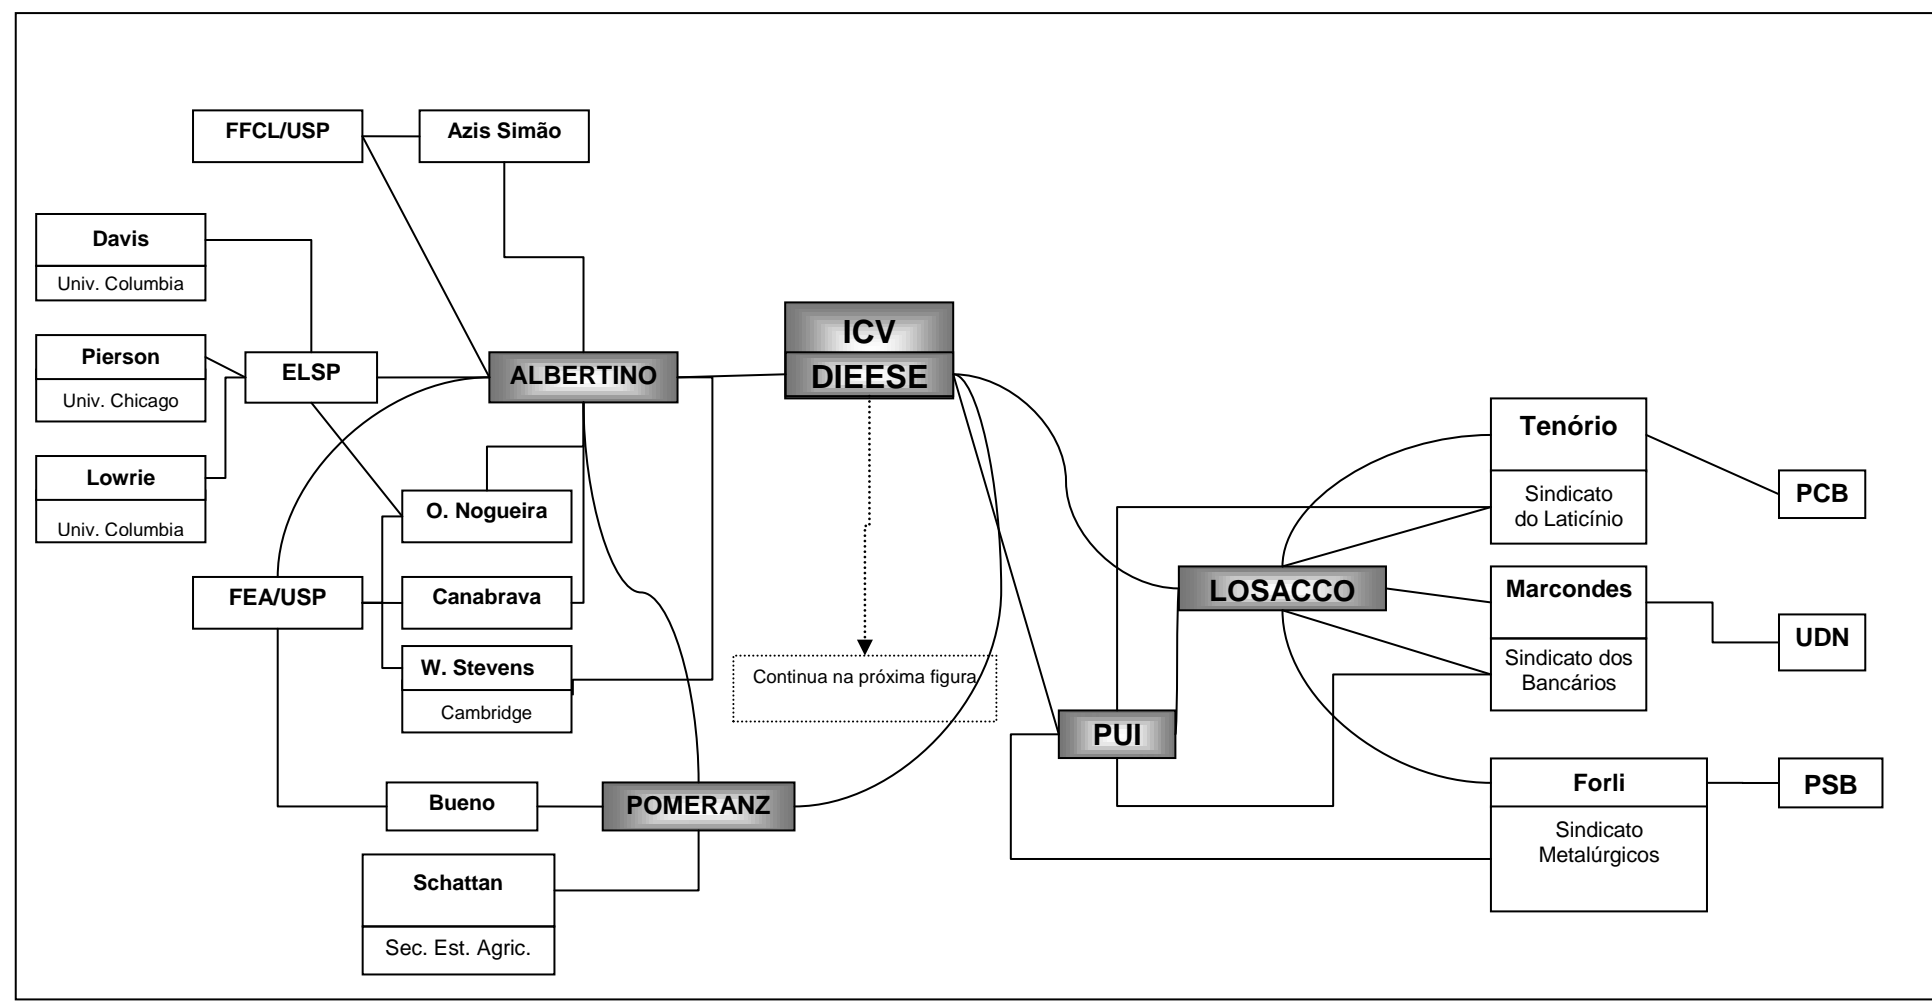 FFCL/USP
Azis Simão
Davis
Univ. Columbia
Pierson
Univ. Chicago
Lowrie
Univ. Columbia
ELSP
ALBERTINO
ICV
DIEESE
O. Nogueira
FEA/USP
Canabrava
W. Stevens
Cambridge
Continua na próxima figura
Bueno
POMERANZ
Schattan
Sec. Est. Agric.
PUI
LOSACCO
Tenório
Sindicato
do Laticínio
PCB
Marcondes
Sindicato dos
Bancários
UDN
Forli
Sindicato
Metalúrgicos
PSB